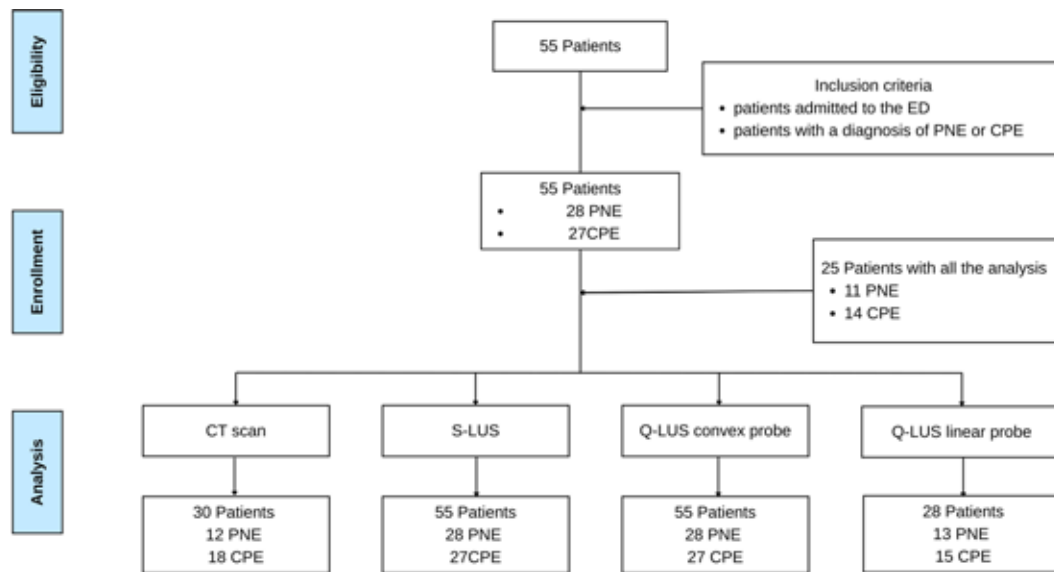 Eligibility
55 Patients
Inclusion criteria
• patients admitted to the ED
• patients with a diagnosis of PNE or CPE
Enrollment
55 Patients
• 28 PNE
• 27CPE
25 Patients with all the analysis
• 11 PNE
• 14 CPE
Analysis
CT scan
S-LUS
Q-LUS convex probe
Q-LUS linear probe
30 Patients
12 PNE
18 CPE
55 Patients
28 PNE
27CPE
55 Patients
28 PNE
27 CPE
28 Patients
13 PNE
15 CPE